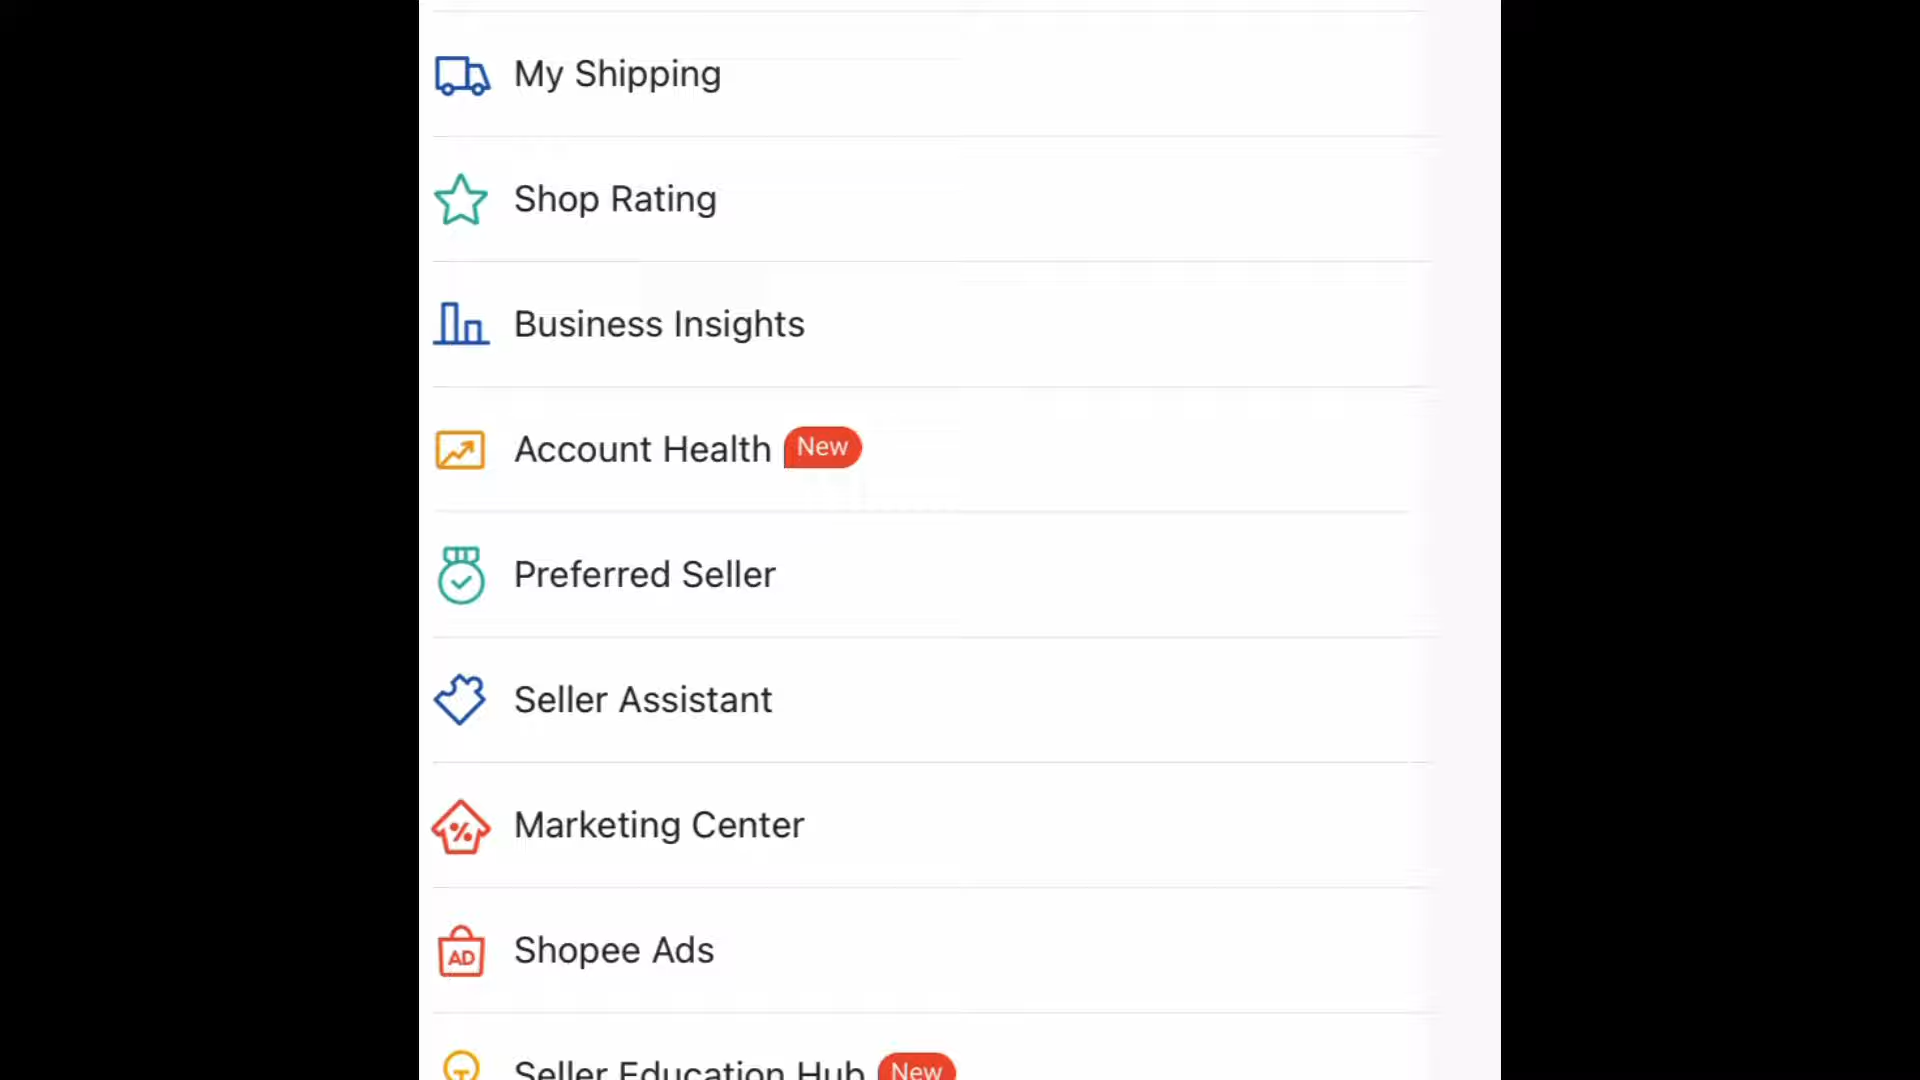 My Shipping
Shop Rating
Business Insights
Account Health New
Preferred Seller
Seller Assistant
Marketing Center
AD Shopee Ads
Seller Education Hub New